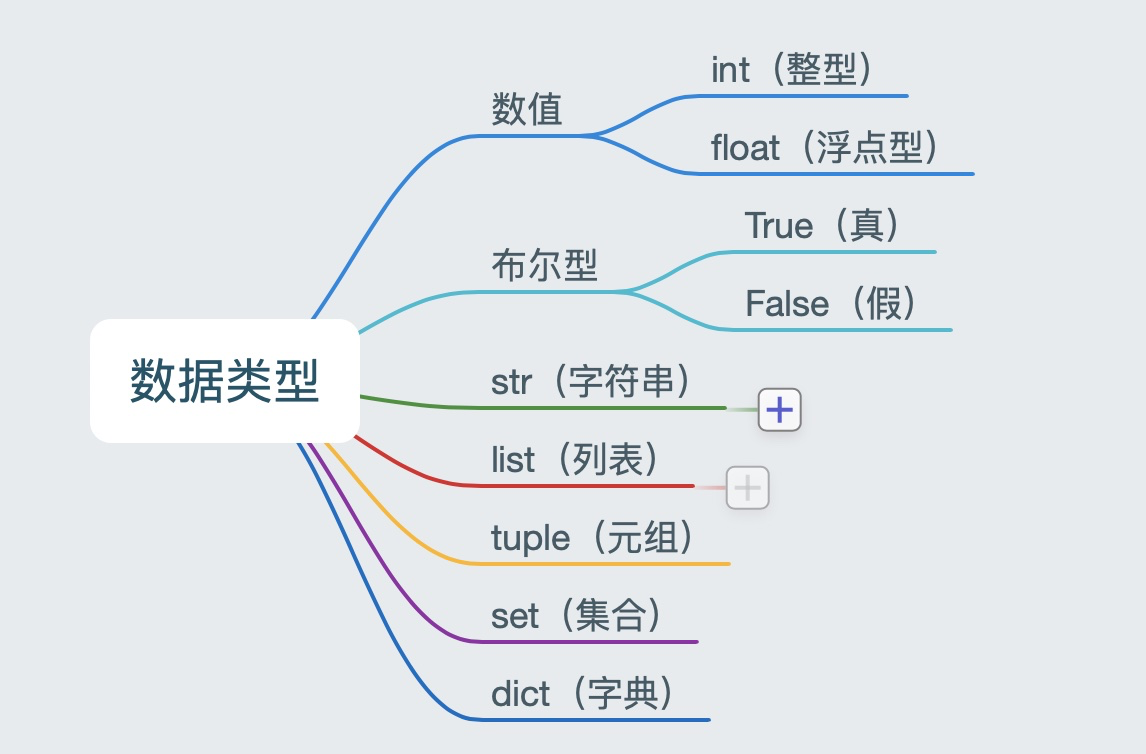 数据类型
数值
int（整型）
float（浮点型）
布尔型
True（真）
False（假）
str（字符串）
list（列表）
tuple（元组）
set（集合）
dict（字典）